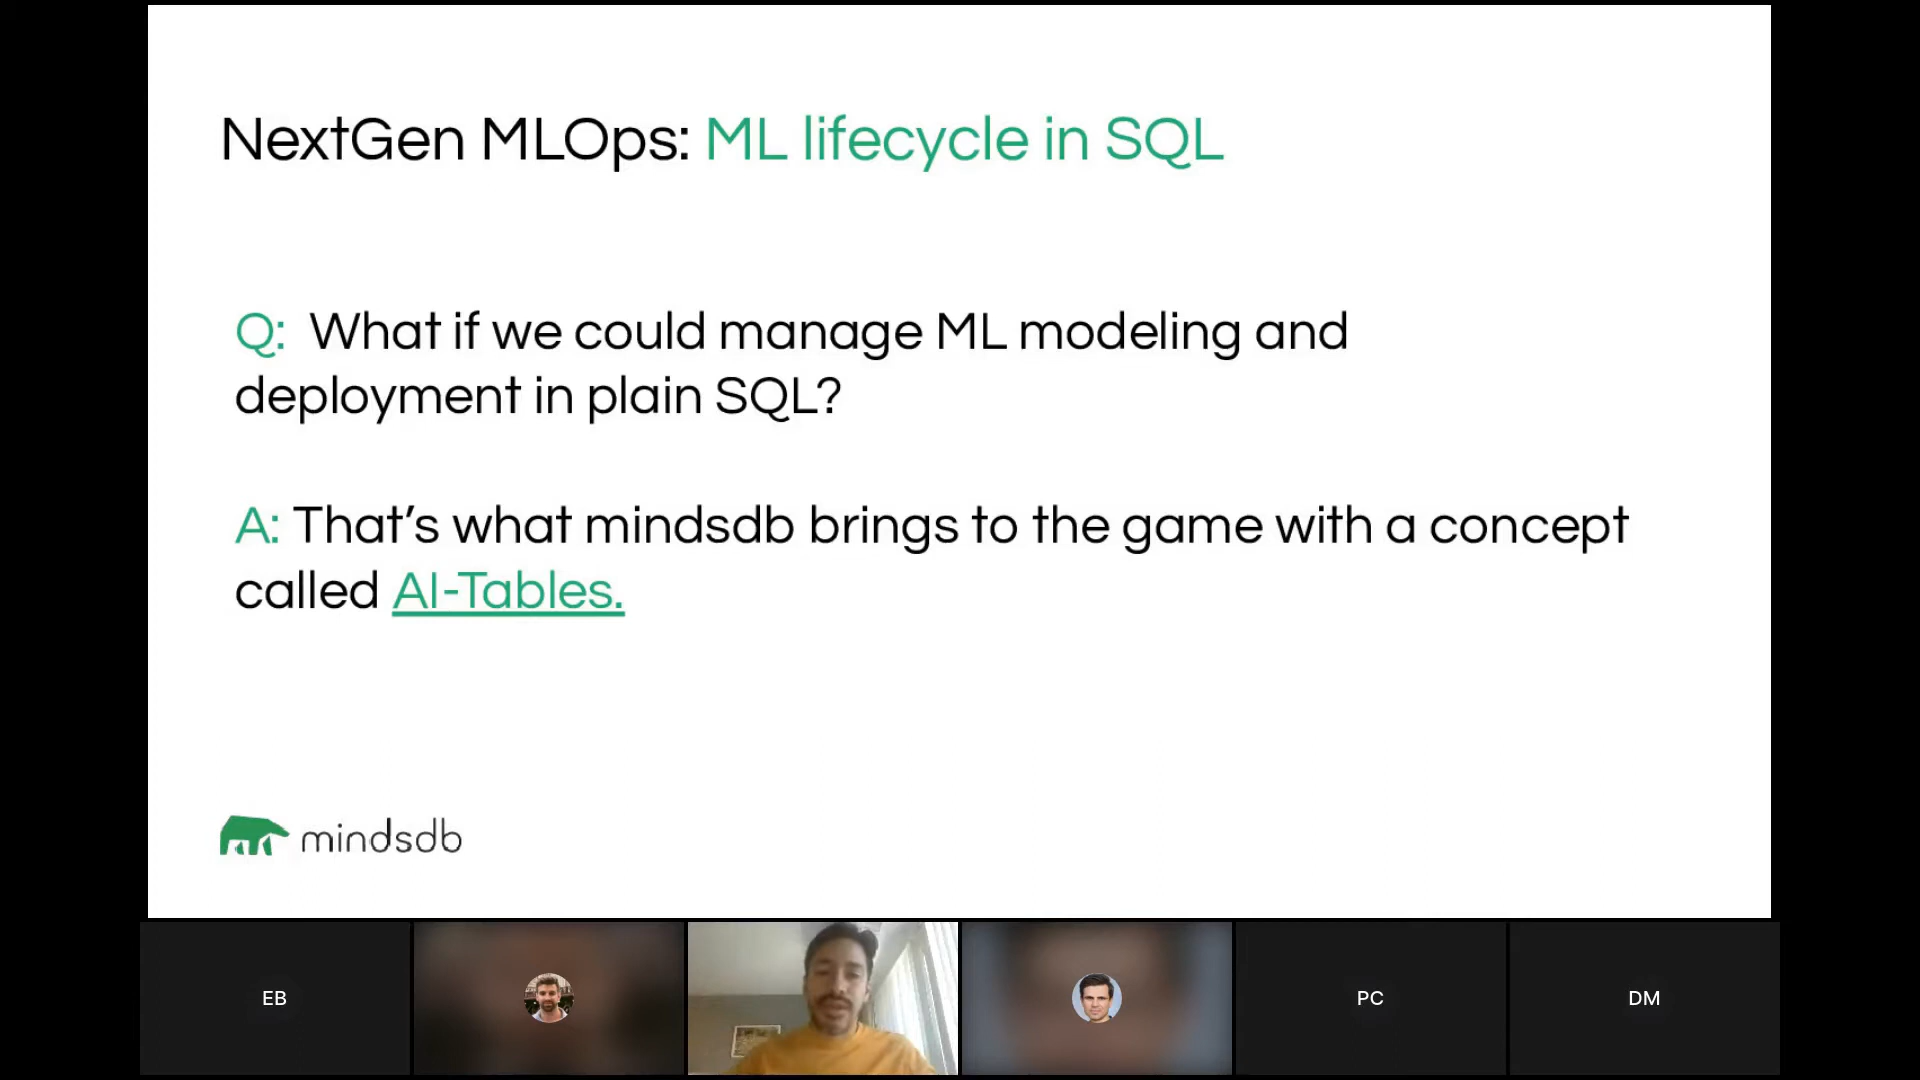 NextGen MLOps: ML lifecycle in SQL
Q: What if we could manage ML modeling and
deployment in plain SQL?
A: That’s what mindsdb brings to the game with a concept
called AI-Tables.
mindsdb
EB
PC
DM